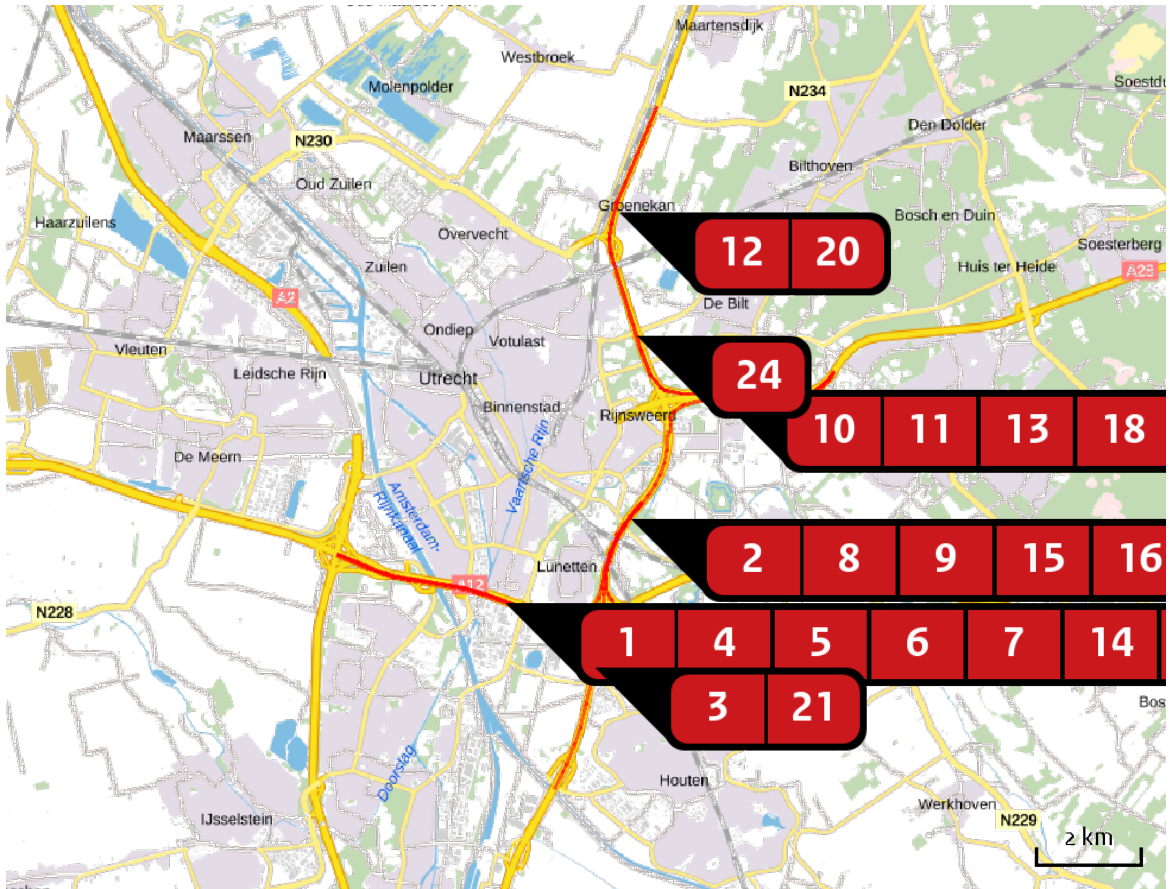 Maartensdijk
Westbroek
Molenpolder
N234
Maarssen
N230
Den Dolder
Bilthoven
Oud Zuilen
Groenekan
Haarzuilens
Overvecht
Bosch en Duin
Soesterberg
12 20
Zuilen
Huis ter Heide
A28
A2
De Bilt
Ondiep
Votulast
Vleuten
Leidsche Rijn
Utrecht
24
Binnenstad
Rijnsweerd
10 11 13 18
De Meern
Vaartsche Rijn
Amsterdam-
Rijnkanaal
2 8 9 15 16
Lunetten
A12
N228
1 4 5 6 7 14
3 21
Doorslag
Houten
Werkhoven
N229
IJsselstein
2 km